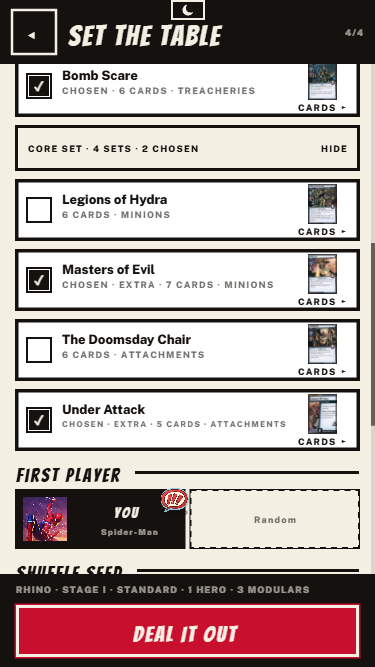 ◂ SET THE TABLE 4/4
Bomb Scare
CHOSEN · 6 CARDS · TREACHERIES
CARDS ▸
CORE SET · 4 SETS · 2 CHOSEN HIDE
Legions of Hydra
6 CARDS · MINIONS
CARDS ▸
Masters of Evil
CHOSEN · EXTRA · 7 CARDS · MINIONS
CARDS ▸
The Doomsday Chair
6 CARDS · ATTACHMENTS
CARDS ▸
Under Attack
CHOSEN · EXTRA · 5 CARDS · ATTACHMENTS
CARDS ▸
FIRST PLAYER
YOU
Spider-Man
Random
SHUFFLE SEED
RHINO · STAGE I · STANDARD · 1 HERO · 3 MODULARS
DEAL IT OUT